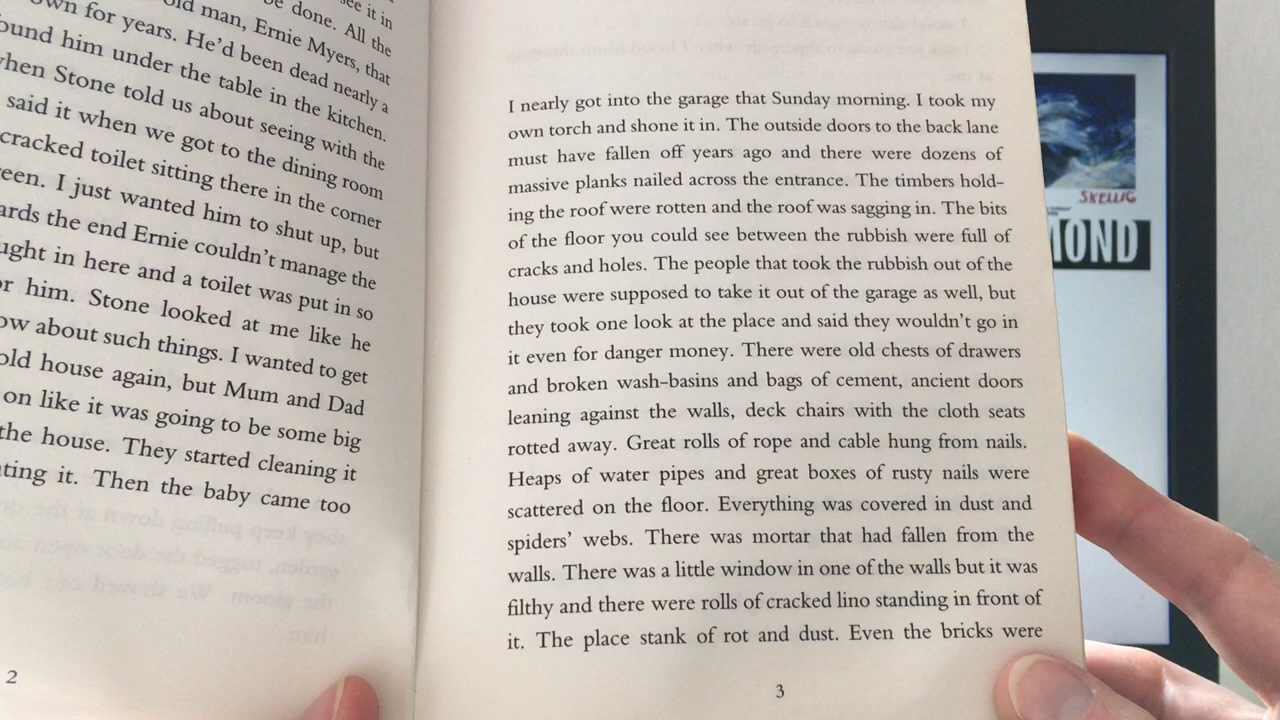 see it in
be done. All the
old man, Ernie Myers, that
own for years. He'd been dead nearly a
ound him under the table in the kitchen.
when Stone told us about seeing with the
said it when we got to the dining room
cracked toilet sitting there in the corner
een. I just wanted him to shut up, but
ards the end Ernie couldn't manage the
ught in here and a toilet was put in so
or him. Stone looked at me like he
ow about such things. I wanted to get
old house again, but Mum and Dad
on like it was going to be some big
the house. They started cleaning it
ating it. Then the baby came too
2
I nearly got into the garage that Sunday morning. I took my
own torch and shone it in. The outside doors to the back lane
must have fallen off years ago and there were dozens of
massive planks nailed across the entrance. The timbers hold-
ing the roof were rotten and the roof was sagging in. The bits
of the floor you could see between the rubbish were full of
cracks and holes. The people that took the rubbish out of the
house were supposed to take it out of the garage as well, but
they took one look at the place and said they wouldn't go in
it even for danger money. There were old chests of drawers
and broken wash-basins and bags of cement, ancient doors
leaning against the walls, deck chairs with the cloth seats
rotted away. Great rolls of rope and cable hung from nails.
Heaps of water pipes and great boxes of rusty nails were
scattered on the floor. Everything was covered in dust and
spiders' webs. There was mortar that had fallen from the
walls. There was a little window in one of the walls but it was
filthy and there were rolls of cracked lino standing in front of
it. The place stank of rot and dust. Even the bricks were
3
SKELLIG
MOND